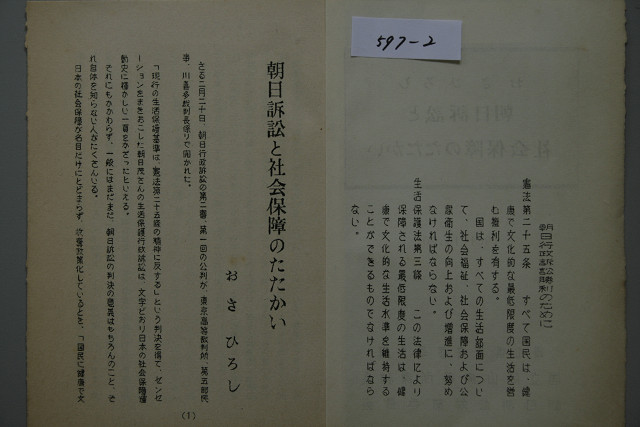 597-2
朝日行政訴訟勝利のために
憲法第二十五条 すべて国民は、健
康で文化的な最低限度の生活を営
む権利を有する。
国は、すべての生活部面につい
て、社会福祉、社会保障および公
衆衛生の向上および増進に、努め
なければならない。
生活保護法第三条 この法律により
保障される最低限度の生活は、健
康で文化的な生活水準を維持する
ことができるものでなければなら
ない。
朝日訴訟と社会保障のたたかい
おさ ひろし
さる二月二十日、朝日行政訴訟の第二審、第一回の公判が、東京高等裁判所、第五部民
事、川喜多裁判長係りで開かれた。
「現行の生活保護基準は、憲法第二十五条の精神に反する」という判決を得て、センセ
ーションをまきおこした朝日茂さんの生活保護行政訴訟は、文字どおり日本の社会保障運
動史に輝かしい一頁をかざったといえる。
それにもかかわらず、一般にはまだまだ、朝日訴訟の判決の意義はもちろんのこと、そ
れ自体を知らない人がたくさんいる。
日本の社会保障が名目だけにとどまらず、改悪されようとしているとき、「国民に健康で文
(1)